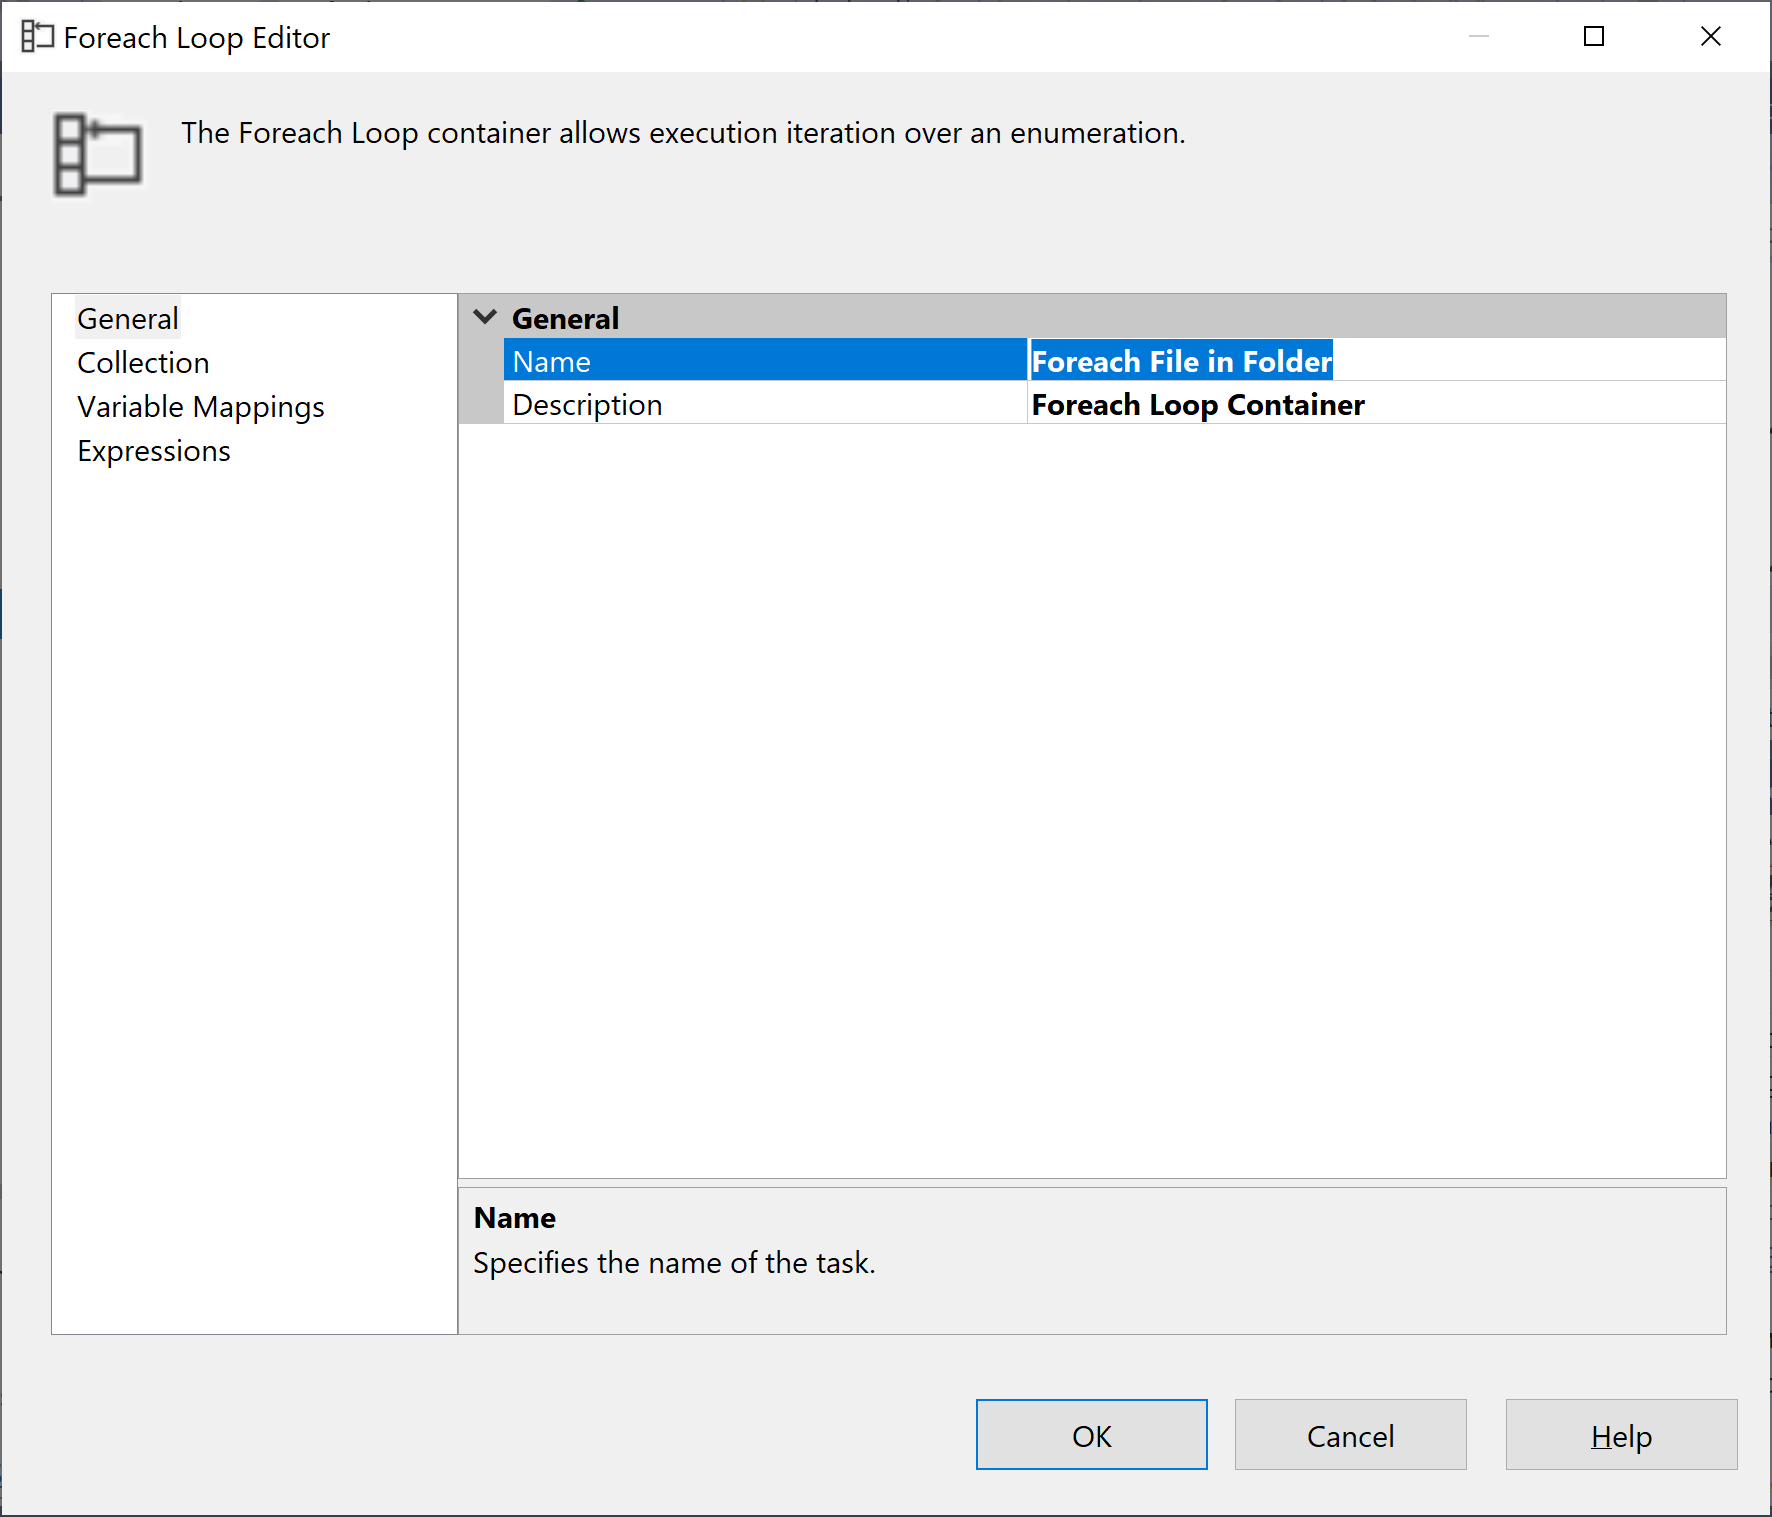 Foreach Loop Editor
The Foreach Loop container allows execution iteration over an enumeration.
General
Collection
Variable Mappings
Expressions
General
Name Foreach File in Folder
Description Foreach Loop Container
Name
Specifies the name of the task.
OK Cancel Help